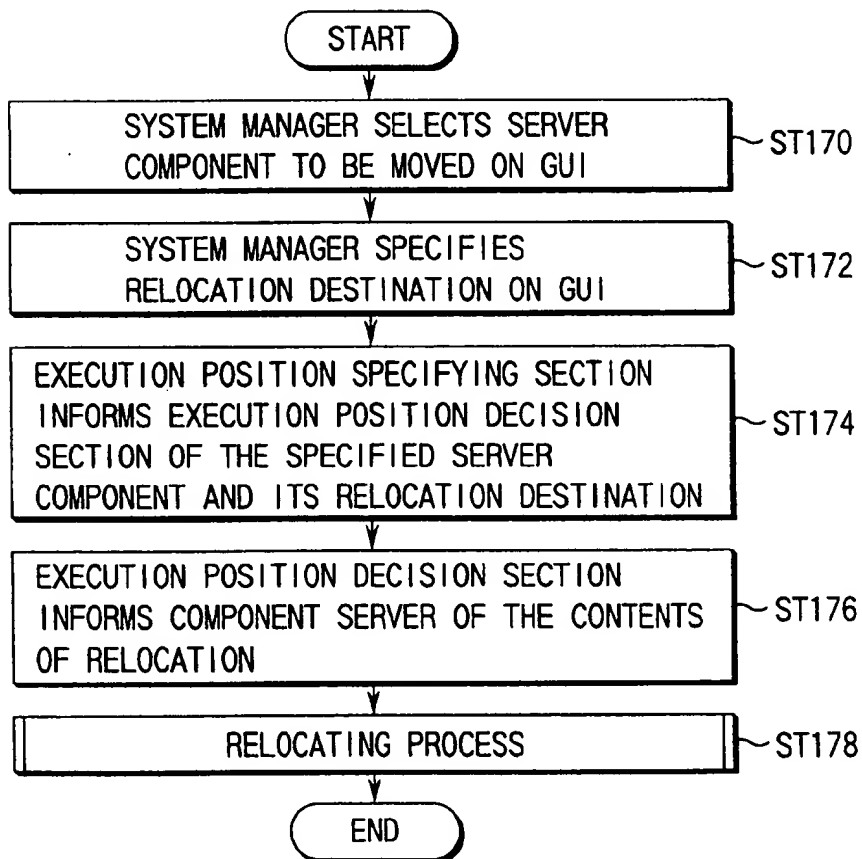 START
SYSTEM MANAGER SELECTS SERVER
COMPONENT TO BE MOVED ON GUI
ST170
SYSTEM MANAGER SPECIFIES
RELOCATION DESTINATION ON GUI
ST172
EXECUTION POSITION SPECIFYING SECTION
INFORMS EXECUTION POSITION DECISION
SECTION OF THE SPECIFIED SERVER
COMPONENT AND ITS RELOCATION DESTINATION
ST174
EXECUTION POSITION DECISION SECTION
INFORMS COMPONENT SERVER OF THE CONTENTS
OF RELOCATION
ST176
RELOCATING PROCESS
ST178
END